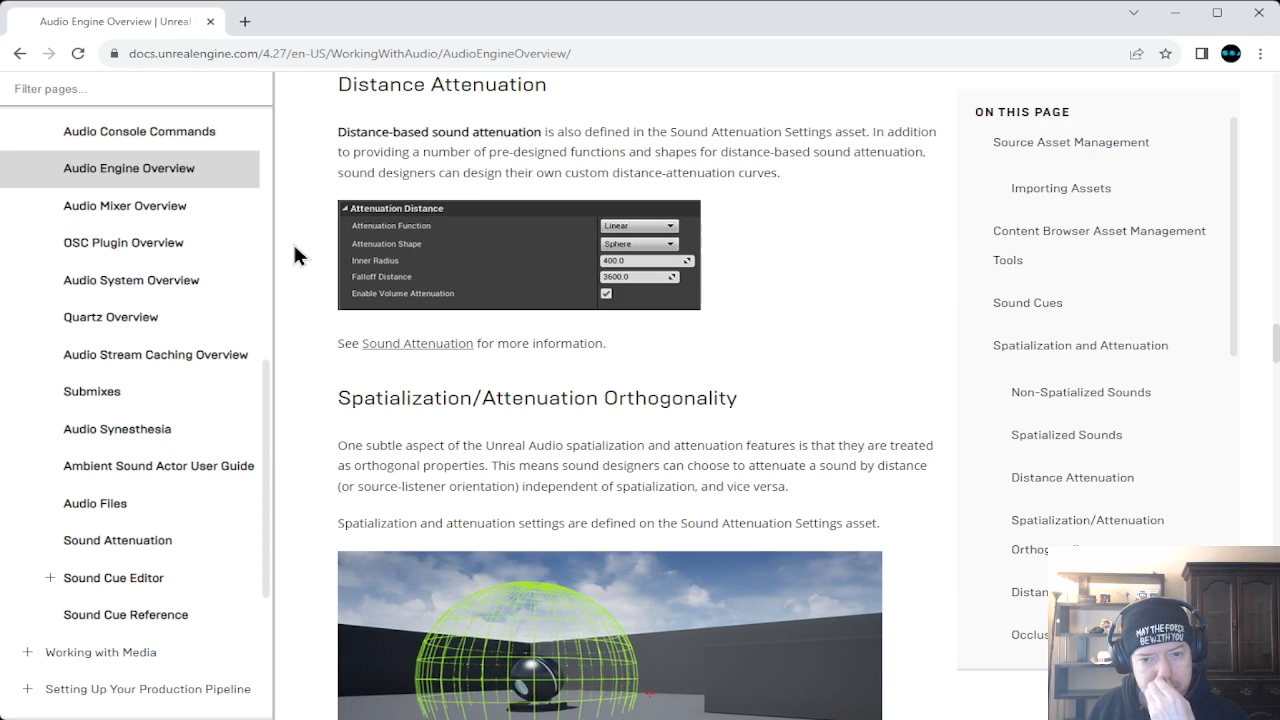 Audio Engine Overview | Unreal
docs.unrealengine.com/4.27/en-US/WorkingWithAudio/AudioEngineOverview/
Filter pages...
Audio Console Commands
Audio Engine Overview
Audio Mixer Overview
OSC Plugin Overview
Audio System Overview
Quartz Overview
Audio Stream Caching Overview
Submixes
Audio Synesthesia
Ambient Sound Actor User Guide
Audio Files
Sound Attenuation
Sound Cue Editor
Sound Cue Reference
Working with Media
Setting Up Your Production Pipeline
Distance Attenuation
Distance-based sound attenuation is also defined in the Sound Attenuation Settings asset. In addition
to providing a number of pre-designed functions and shapes for distance-based sound attenuation,
sound designers can design their own custom distance-attenuation curves.
Attenuation Distance
Attenuation Function Linear
Attenuation Shape Sphere
Inner Radius 400.0
Falloff Distance 3600.0
Enable Volume Attenuation
See Sound Attenuation for more information.
Spatialization/Attenuation Orthogonality
One subtle aspect of the Unreal Audio spatialization and attenuation features is that they are treated
as orthogonal properties. This means sound designers can choose to attenuate a sound by distance
(or source-listener orientation) independent of spatialization, and vice versa.
Spatialization and attenuation settings are defined on the Sound Attenuation Settings asset.
ON THIS PAGE
Source Asset Management
Importing Assets
Content Browser Asset Management
Tools
Sound Cues
Spatialization and Attenuation
Non-Spatialized Sounds
Spatialized Sounds
Distance Attenuation
Spatialization/Attenuation
Distan
Occlus
MAY THE FORCE
BE WITH YOU